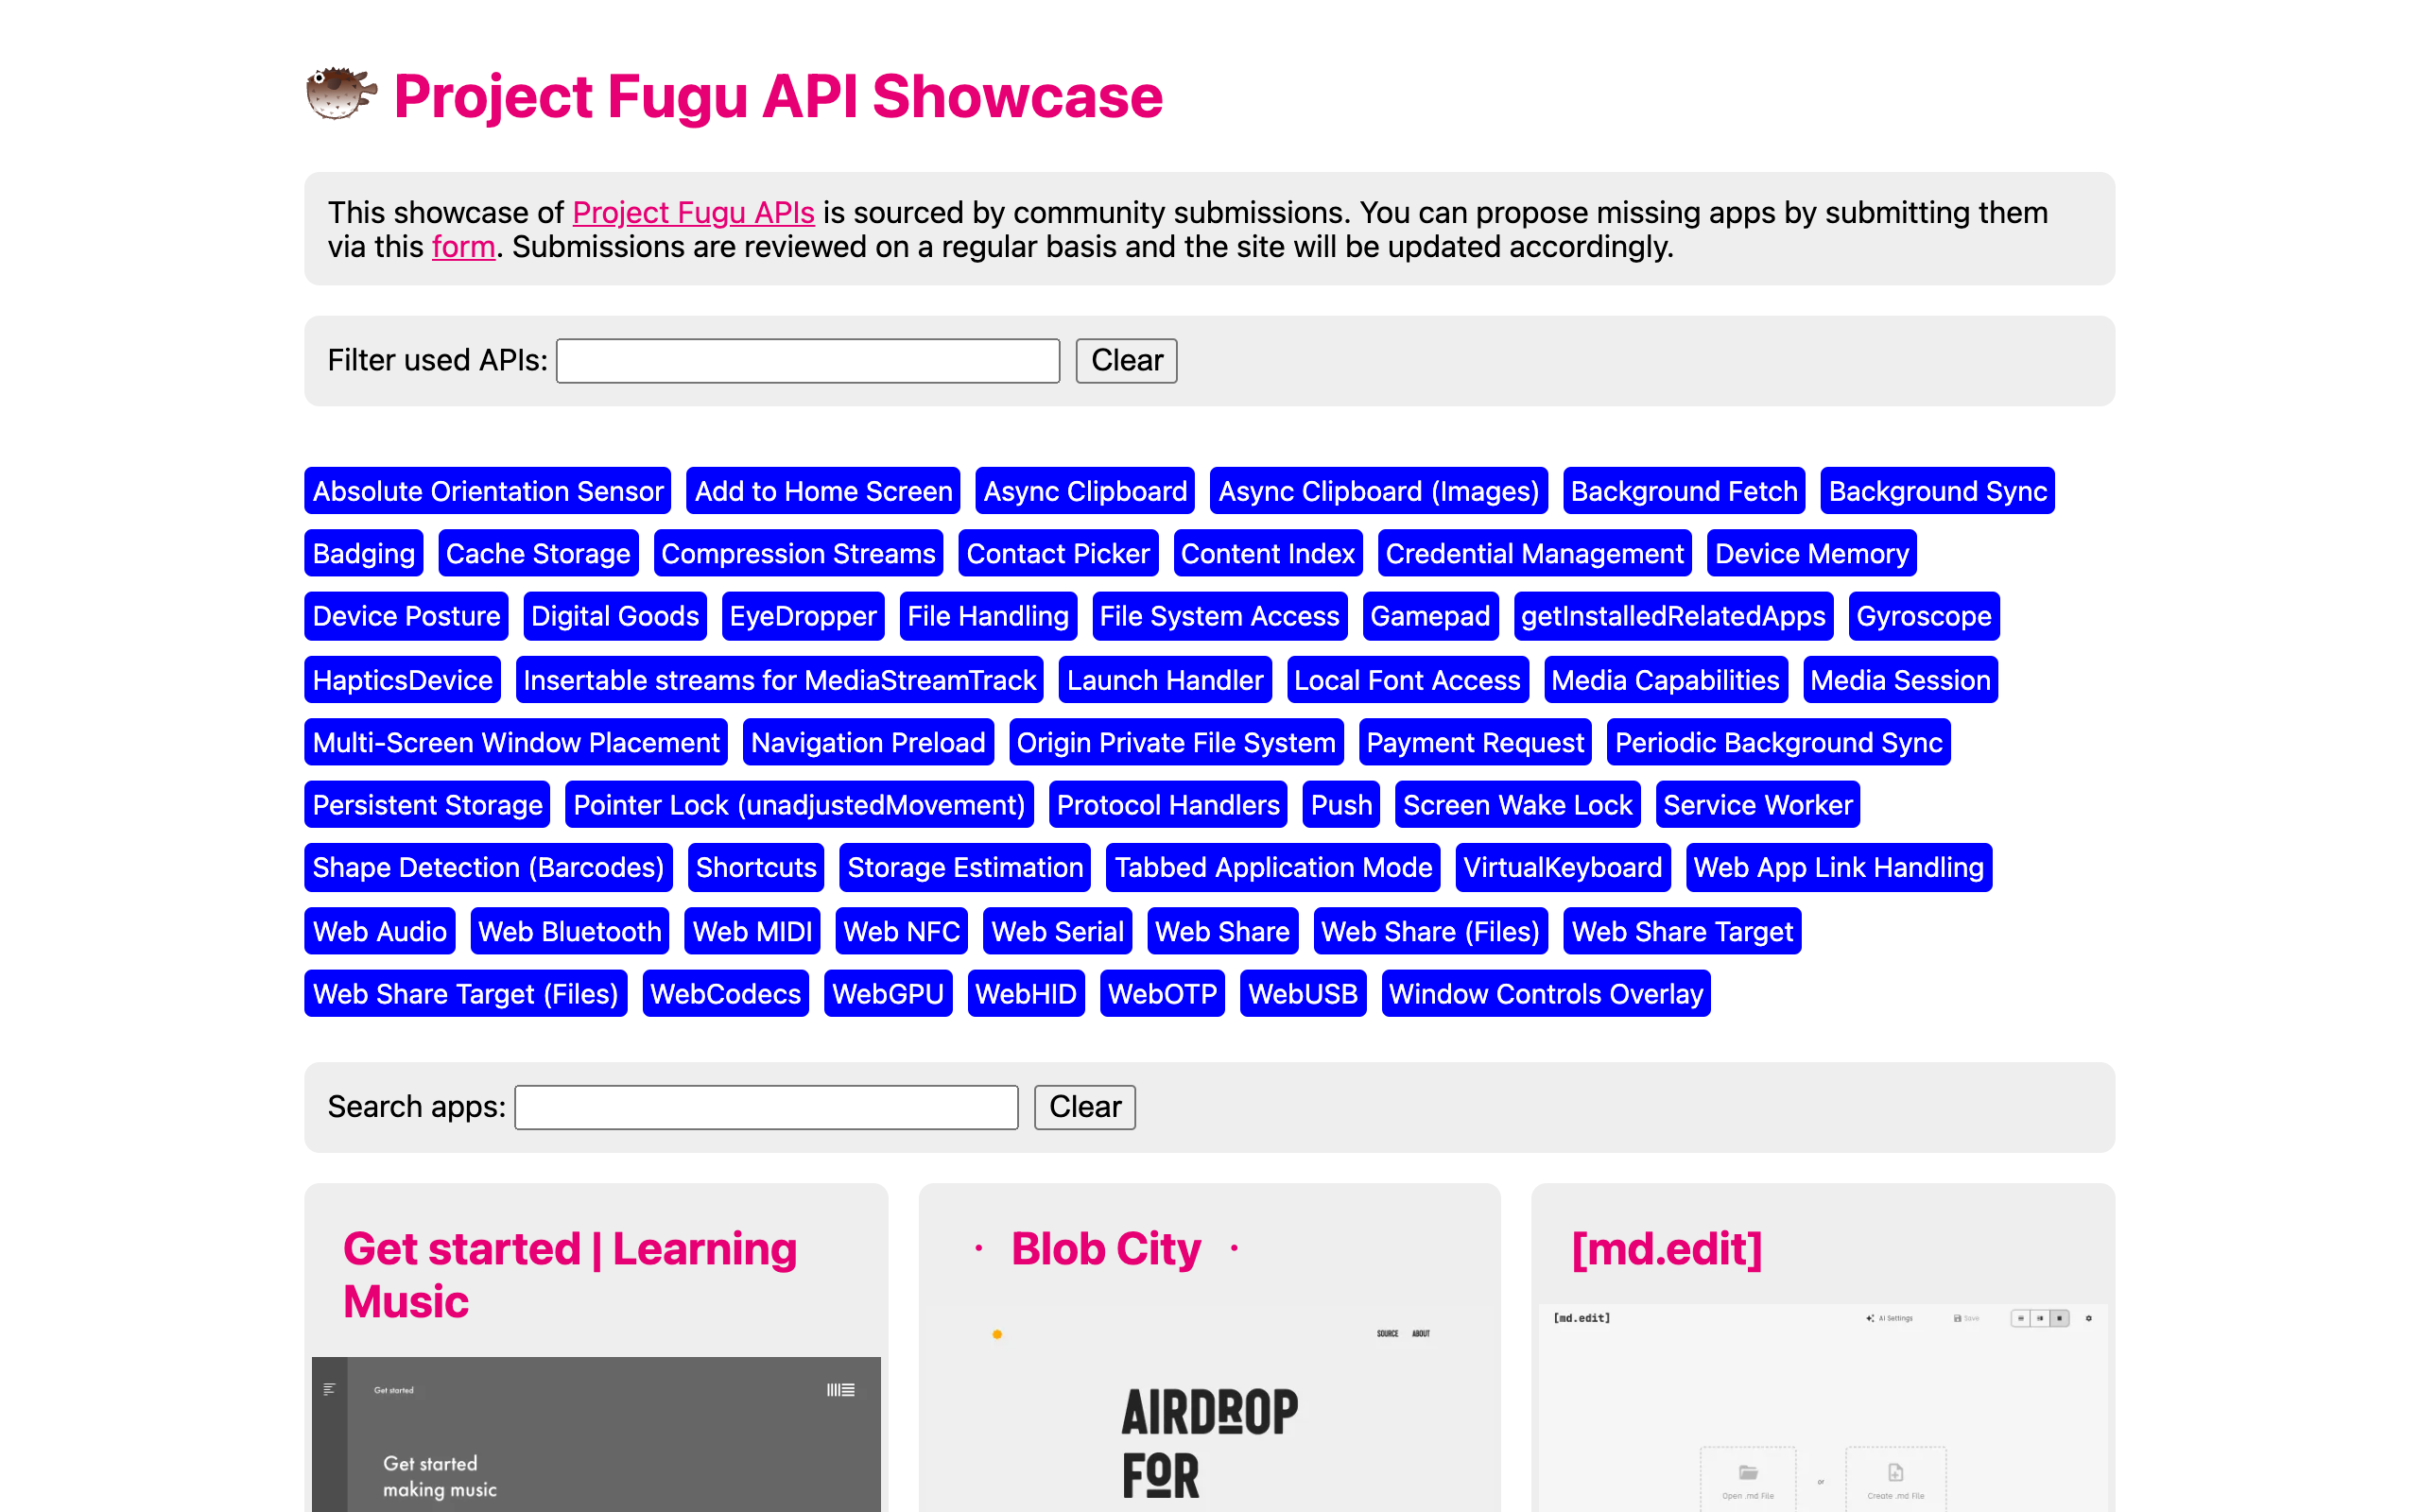 Project Fugu API Showcase
This showcase of Project Fugu APIs is sourced by community submissions. You can propose missing apps by submitting them
via this form. Submissions are reviewed on a regular basis and the site will be updated accordingly.
Filter used APIs: Clear
Absolute Orientation Sensor Add to Home Screen Async Clipboard Async Clipboard (Images) Background Fetch Background Sync
Badging Cache Storage Compression Streams Contact Picker Content Index Credential Management Device Memory
Device Posture Digital Goods EyeDropper File Handling File System Access Gamepad getInstalledRelatedApps Gyroscope
HapticsDevice Insertable streams for MediaStreamTrack Launch Handler Local Font Access Media Capabilities Media Session
Multi-Screen Window Placement Navigation Preload Origin Private File System Payment Request Periodic Background Sync
Persistent Storage Pointer Lock (unadjustedMovement) Protocol Handlers Push Screen Wake Lock Service Worker
Shape Detection (Barcodes) Shortcuts Storage Estimation Tabbed Application Mode VirtualKeyboard Web App Link Handling
Web Audio Web Bluetooth Web MIDI Web NFC Web Serial Web Share Web Share (Files) Web Share Target
Web Share Target (Files) WebCodecs WebGPU WebHID WebOTP WebUSB Window Controls Overlay
Search apps: Clear
Get started | Learning
Music
Get started
Get started
making music
· Blob City ·
SOURCE ABOUT
AIRDROP
FOR
[md.edit]
[md.edit] AI Settings Save
or
Open .md File Create .md File